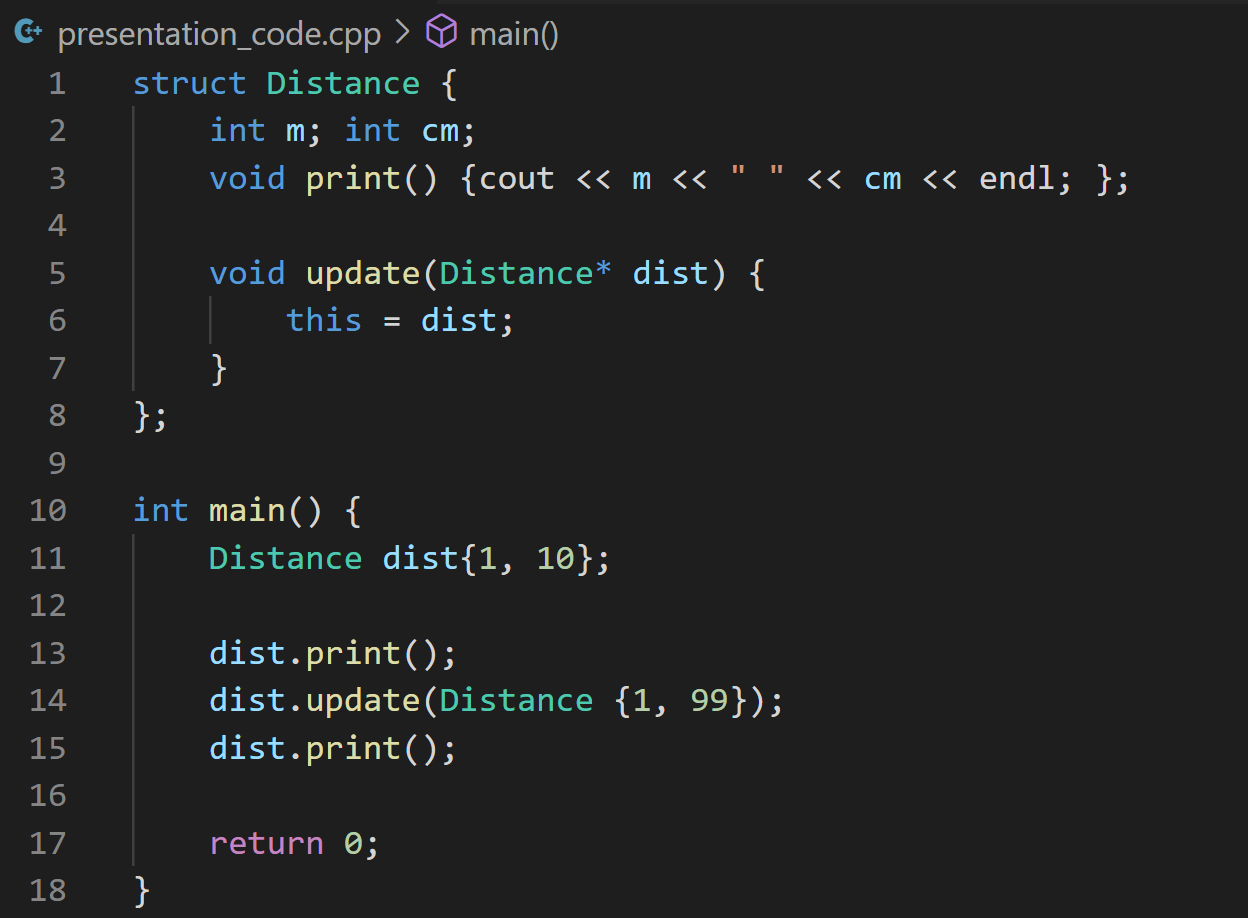 presentation_code.cpp > main()
1 struct Distance {
2     int m; int cm;
3     void print() {cout << m << " " << cm << endl; };
4
5     void update(Distance* dist) {
6         this = dist;
7     }
8 };
9
10 int main() {
11     Distance dist{1, 10};
12
13     dist.print();
14     dist.update(Distance {1, 99});
15     dist.print();
16
17     return 0;
18 }